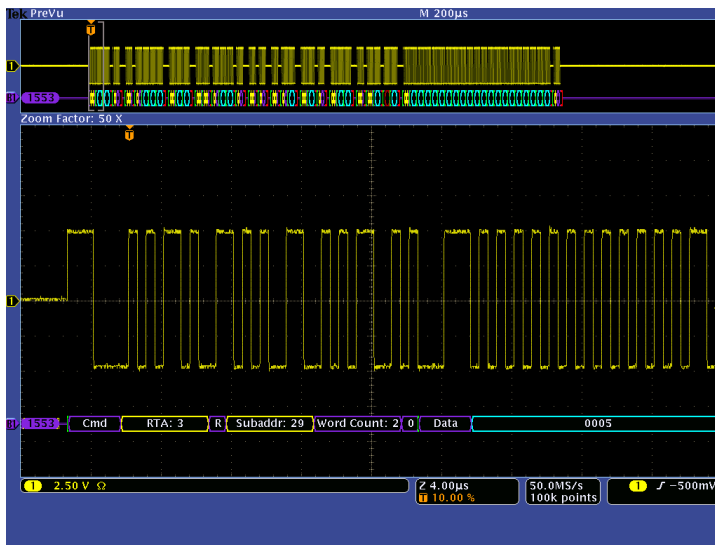 Tek PreVu M 200µs
T
1
B1 1553
Zoom Factor: 50 X
T
1
B1 1553 Cmd RTA: 3 R Subaddr: 29 Word Count: 2 0 Data 0005
1 2.50 V Ω Z 4.00µs 50.0MS/s 1 -500mV
T 10.00 % 100k points